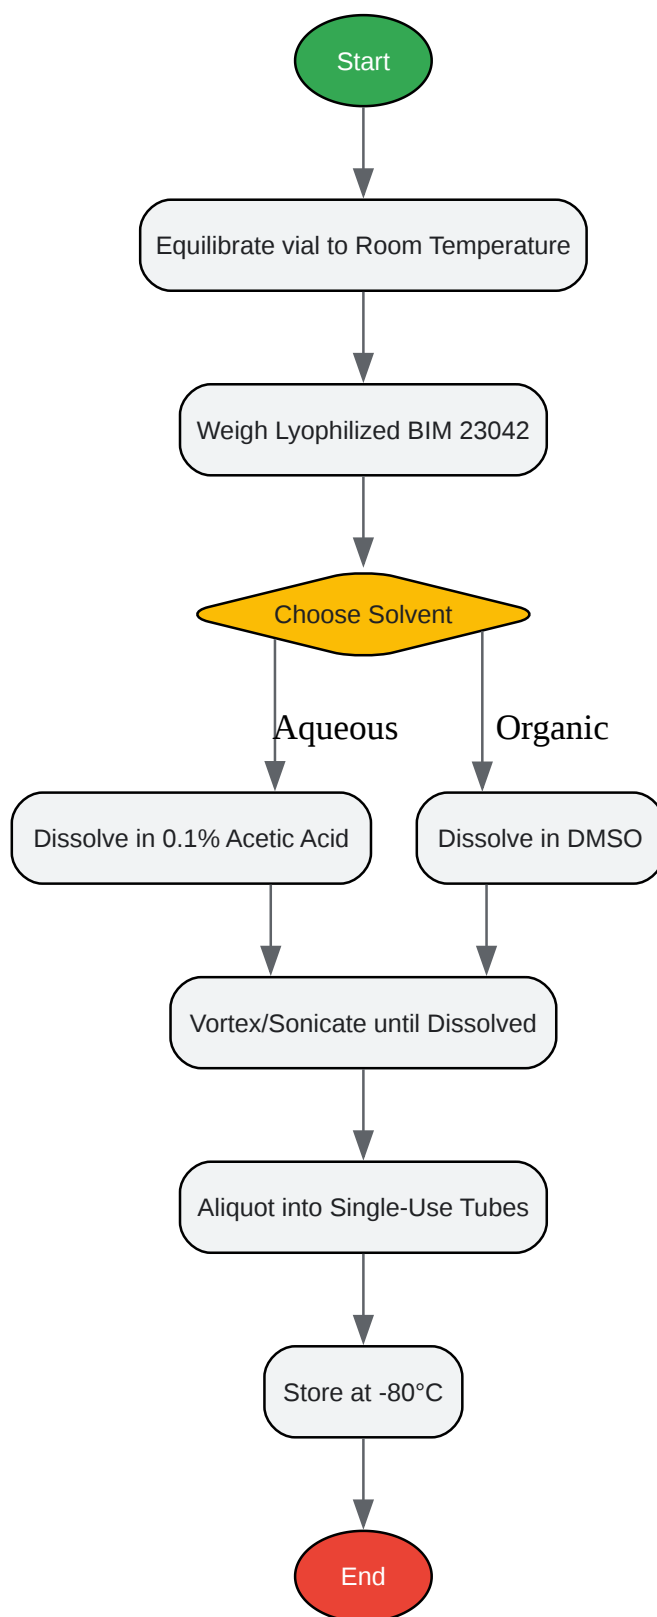 Start
Equilibrate vial to Room Temperature
Weigh Lyophilized BIM 23042
Choose Solvent
Aqueous
Organic
Dissolve in 0.1% Acetic Acid
Dissolve in DMSO
Vortex/Sonicate until Dissolved
Aliquot into Single-Use Tubes
Store at -80°C
End